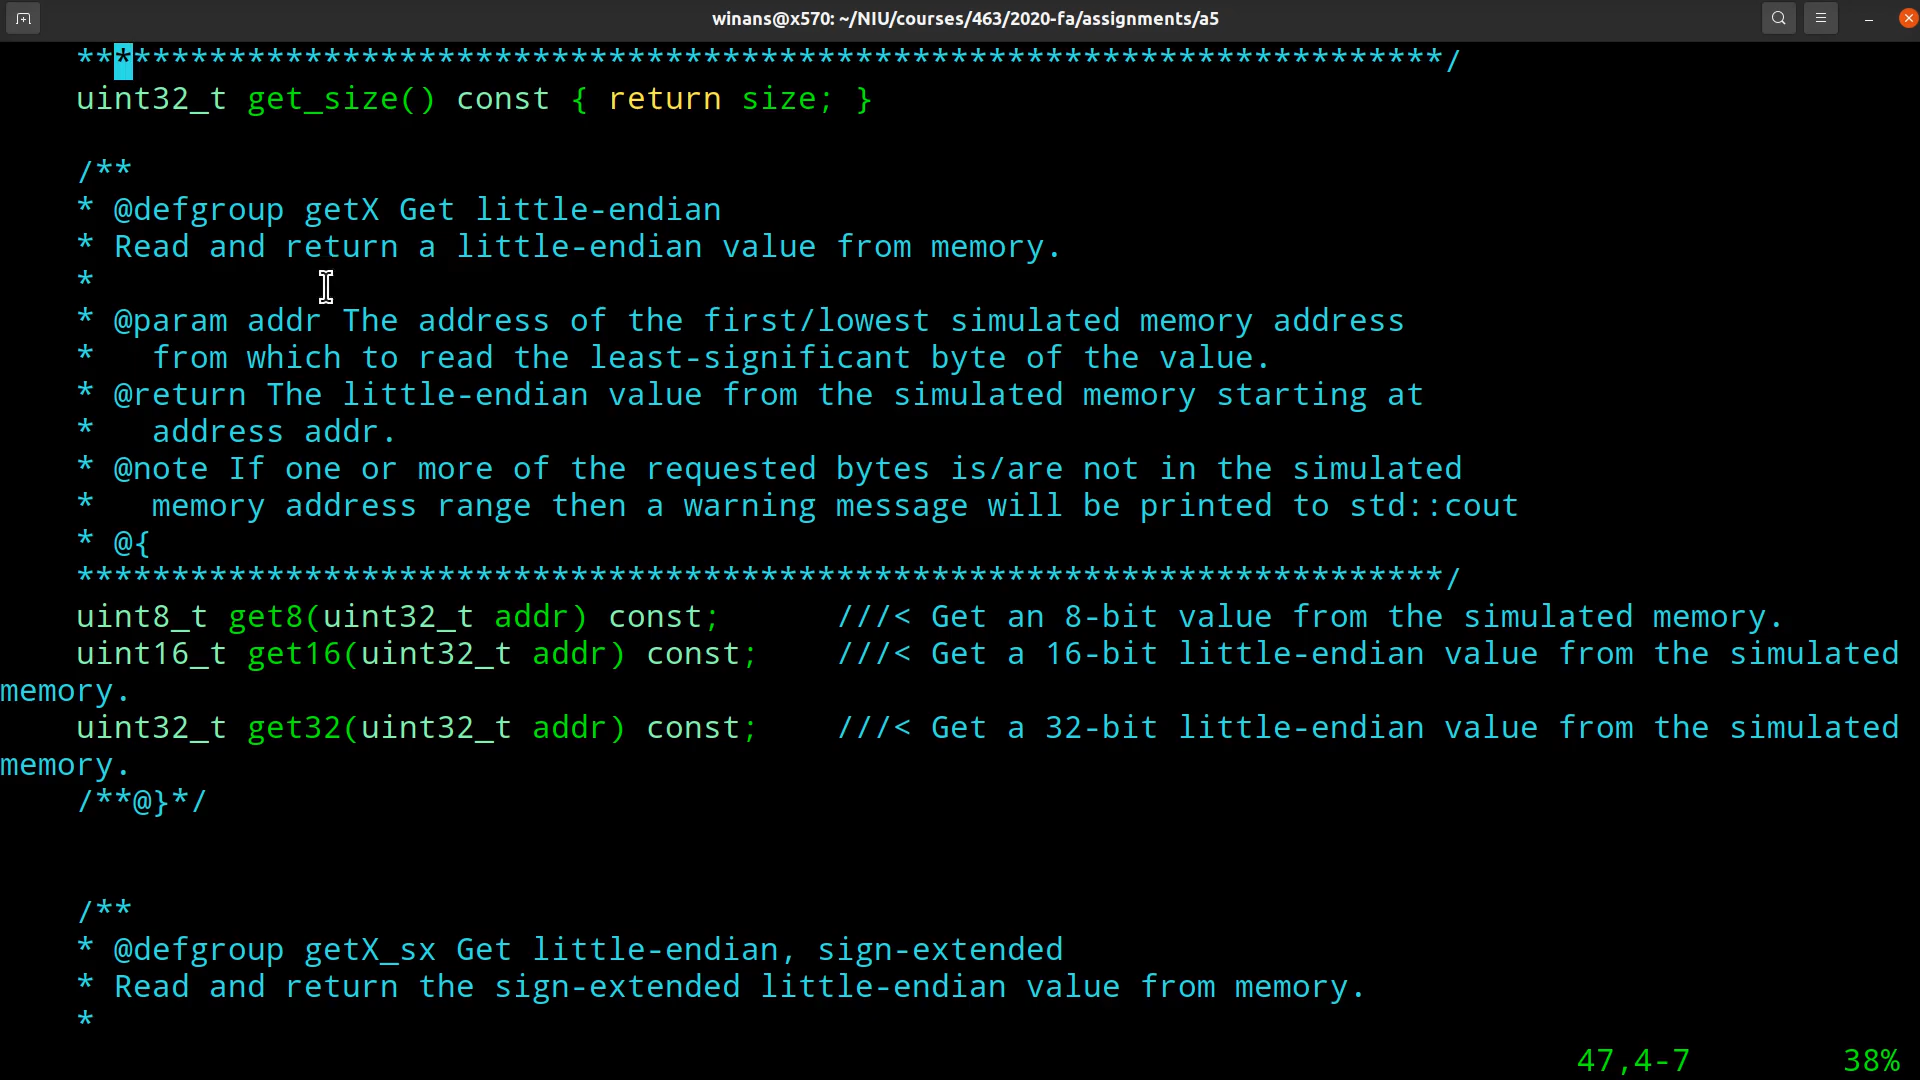 winans@x570: ~/NIU/courses/463/2020-fa/assignments/a5
************************************************************************/
uint32_t get_size() const { return size; }
/**
* @defgroup getX Get little-endian
* Read and return a little-endian value from memory.
*
* @param addr The address of the first/lowest simulated memory address
*   from which to read the least-significant byte of the value.
* @return The little-endian value from the simulated memory starting at
*   address addr.
* @note If one or more of the requested bytes is/are not in the simulated
*   memory address range then a warning message will be printed to std::cout
* @{
************************************************************************/
uint8_t get8(uint32_t addr) const;      ///< Get an 8-bit value from the simulated memory.
uint16_t get16(uint32_t addr) const;    ///< Get a 16-bit little-endian value from the simulated
memory.
uint32_t get32(uint32_t addr) const;    ///< Get a 32-bit little-endian value from the simulated
memory.
/**@}*/
/**
* @defgroup getX_sx Get little-endian, sign-extended
* Read and return the sign-extended little-endian value from memory.
*
47,4-7        38%